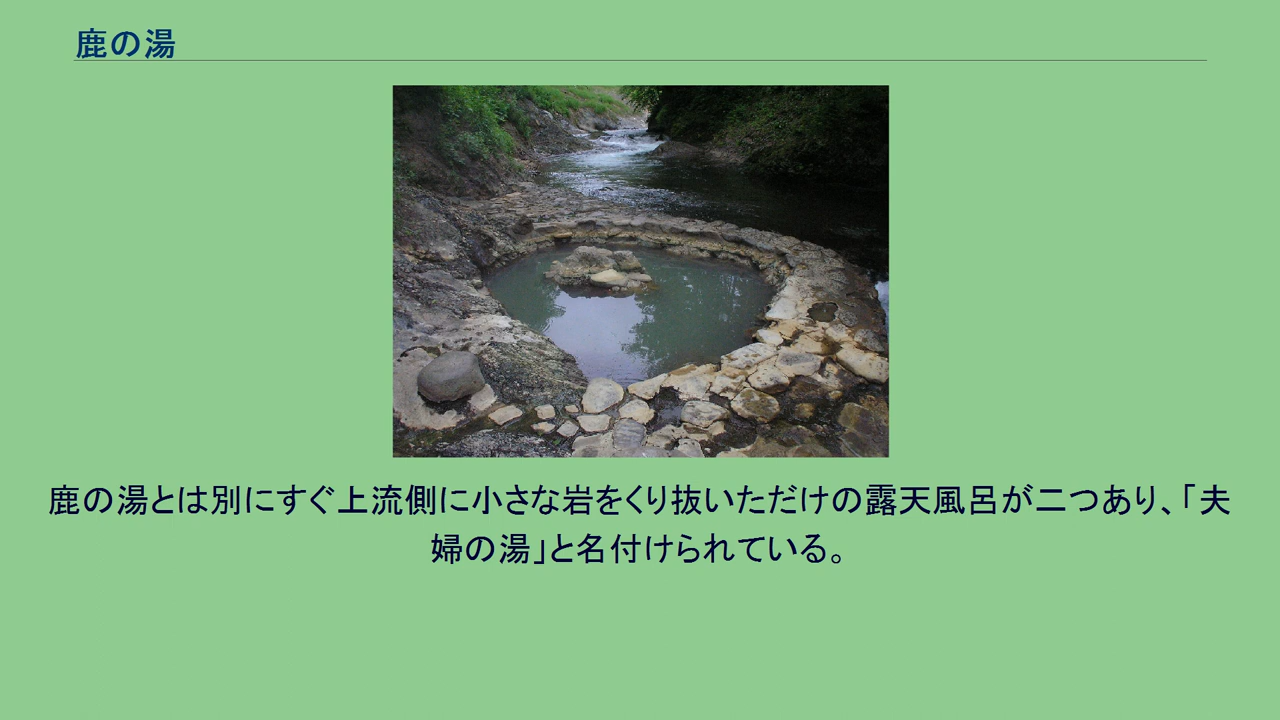 鹿の湯
鹿の湯とは別にすぐ上流側に小さな岩をくり抜いただけの露天風呂が二つあり、「夫
婦の湯」と名付けられている。